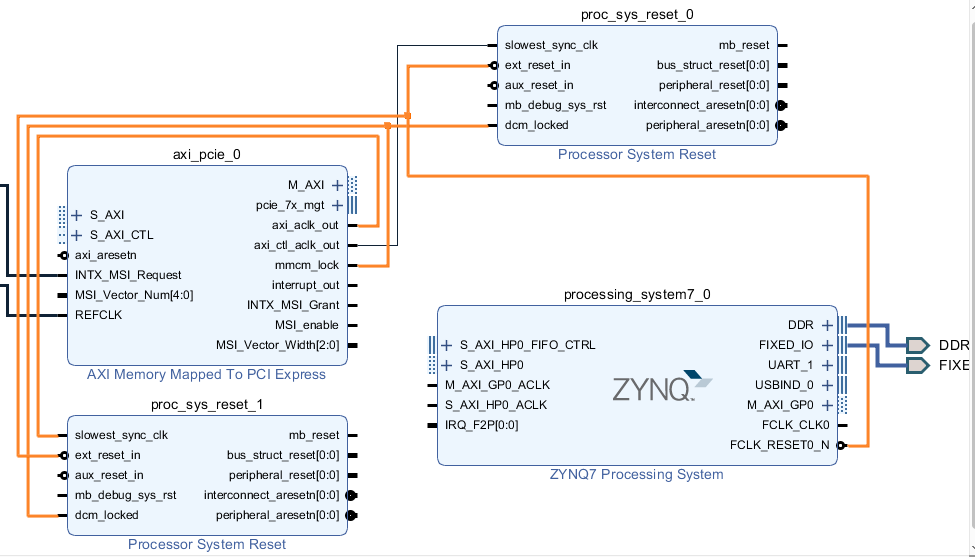 proc_sys_reset_0
slowest_sync_clk mb_reset
ext_reset_in bus_struct_reset[0:0]
aux_reset_in peripheral_reset[0:0]
mb_debug_sys_rst interconnect_aresetn[0:0]
dcm_locked peripheral_aresetn[0:0]
Processor System Reset
axi_pcie_0
M_AXI
pcie_7x_mgt
S_AXI axi_aclk_out
S_AXI_CTL axi_ctl_aclk_out
axi_aresetn mmcm_lock
INTX_MSI_Request interrupt_out
MSI_Vector_Num[4:0] INTX_MSI_Grant
REFCLK MSI_enable
MSI_Vector_Width[2:0]
AXI Memory Mapped To PCI Express
processing_system7_0
DDR
S_AXI_HP0_FIFO_CTRL FIXED_IO
S_AXI_HP0 UART_1
M_AXI_GP0_ACLK USBIND_0
S_AXI_HP0_ACLK M_AXI_GP0
IRQ_F2P[0:0] FCLK_CLK0
FCLK_RESET0_N
ZYNQ
ZYNQ7 Processing System
DDR
FIXE
proc_sys_reset_1
slowest_sync_clk mb_reset
ext_reset_in bus_struct_reset[0:0]
aux_reset_in peripheral_reset[0:0]
mb_debug_sys_rst interconnect_aresetn[0:0]
dcm_locked peripheral_aresetn[0:0]
Processor System Reset